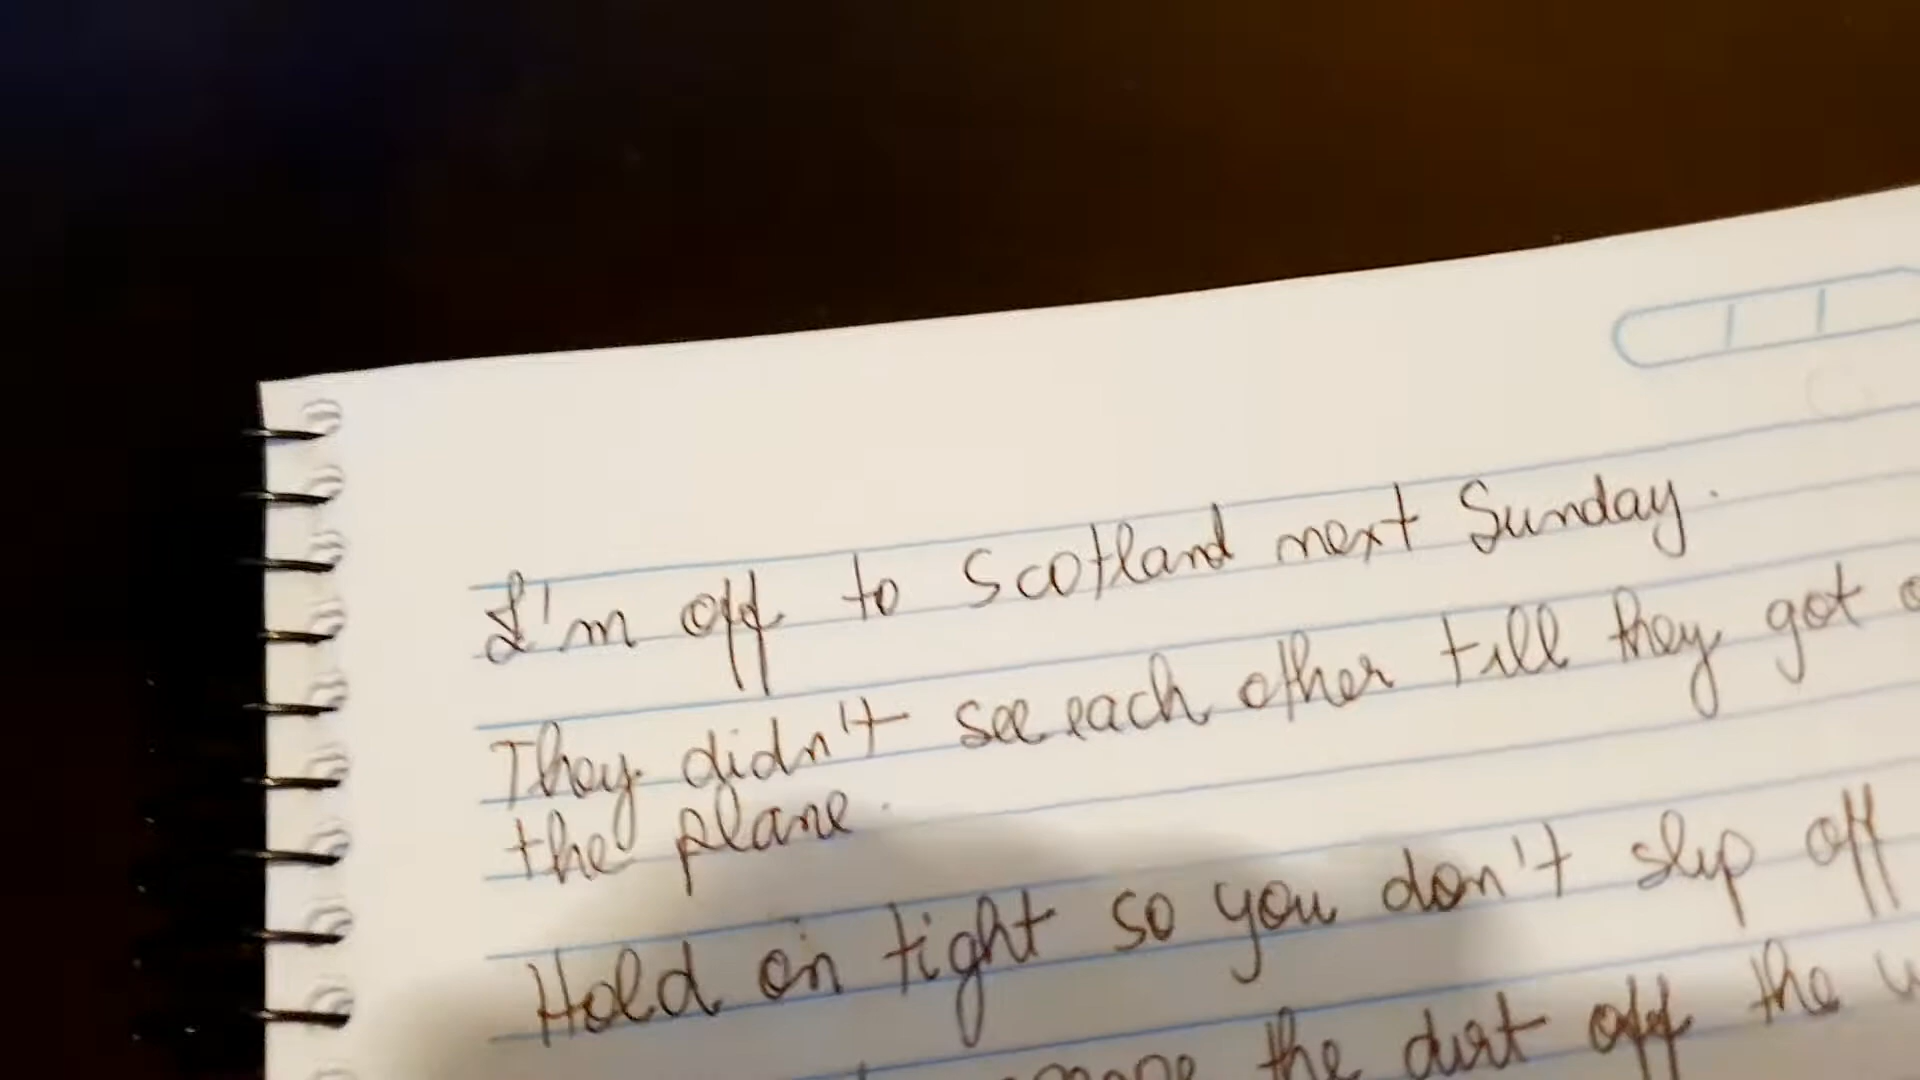 I'm off to Scotland next Sunday.
They didn't see each other till they got
the plane.
Hold on tight so you don't slip off
the dirt off the